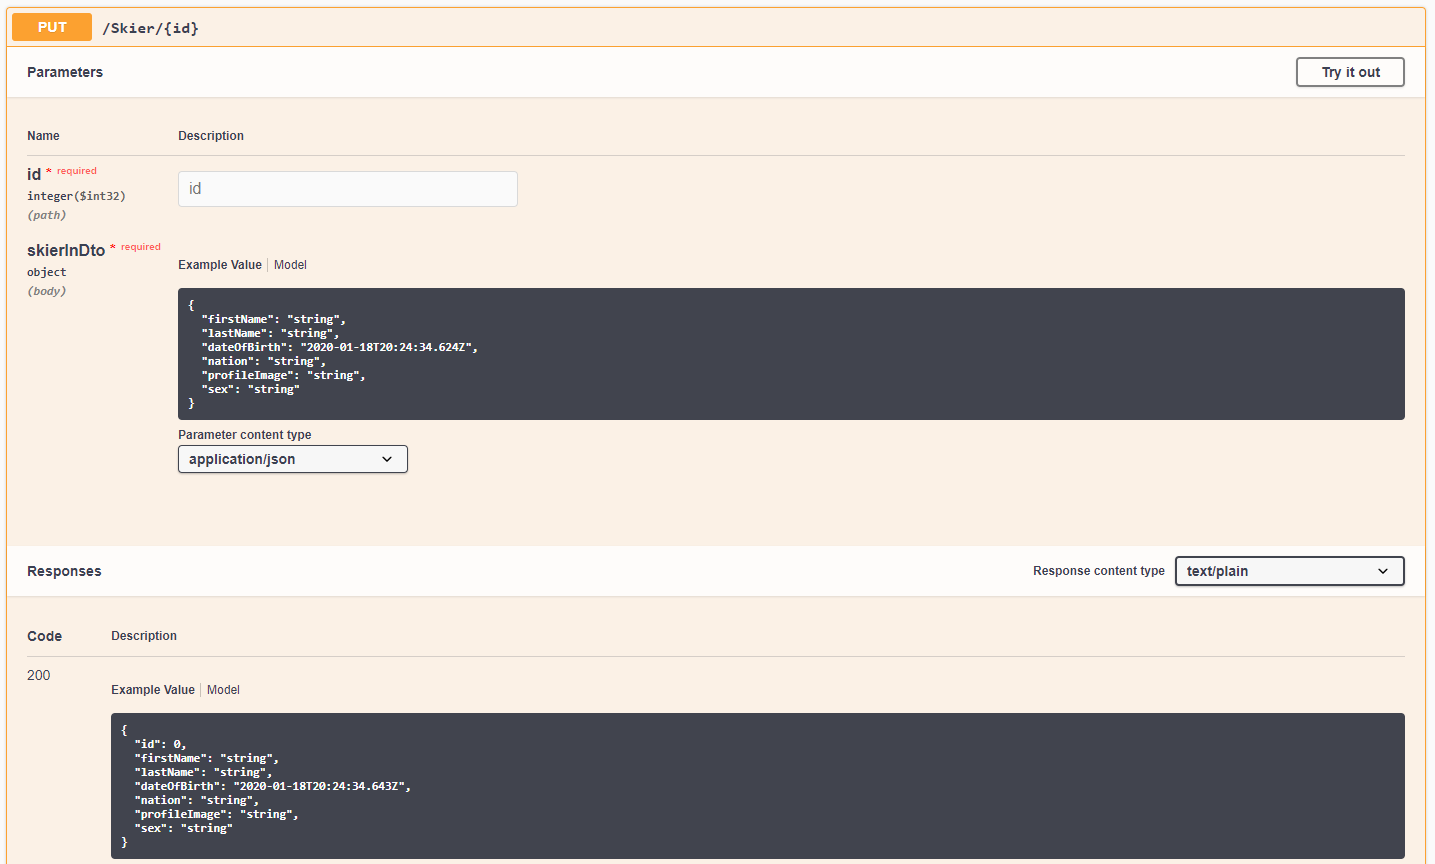 PUT /Skier/{id}
Parameters Try it out
Name Description
id * required
integer($int32)
(path)
id
skierInDto * required
object
(body)
Example Value Model
{
"firstName": "string",
"lastName": "string",
"dateOfBirth": "2020-01-18T20:24:34.624Z",
"nation": "string",
"profileImage": "string",
"sex": "string"
}
Parameter content type
application/json
Responses Response content type text/plain
Code Description
200
Example Value Model
{
"id": 0,
"firstName": "string",
"lastName": "string",
"dateOfBirth": "2020-01-18T20:24:34.643Z",
"nation": "string",
"profileImage": "string",
"sex": "string"
}